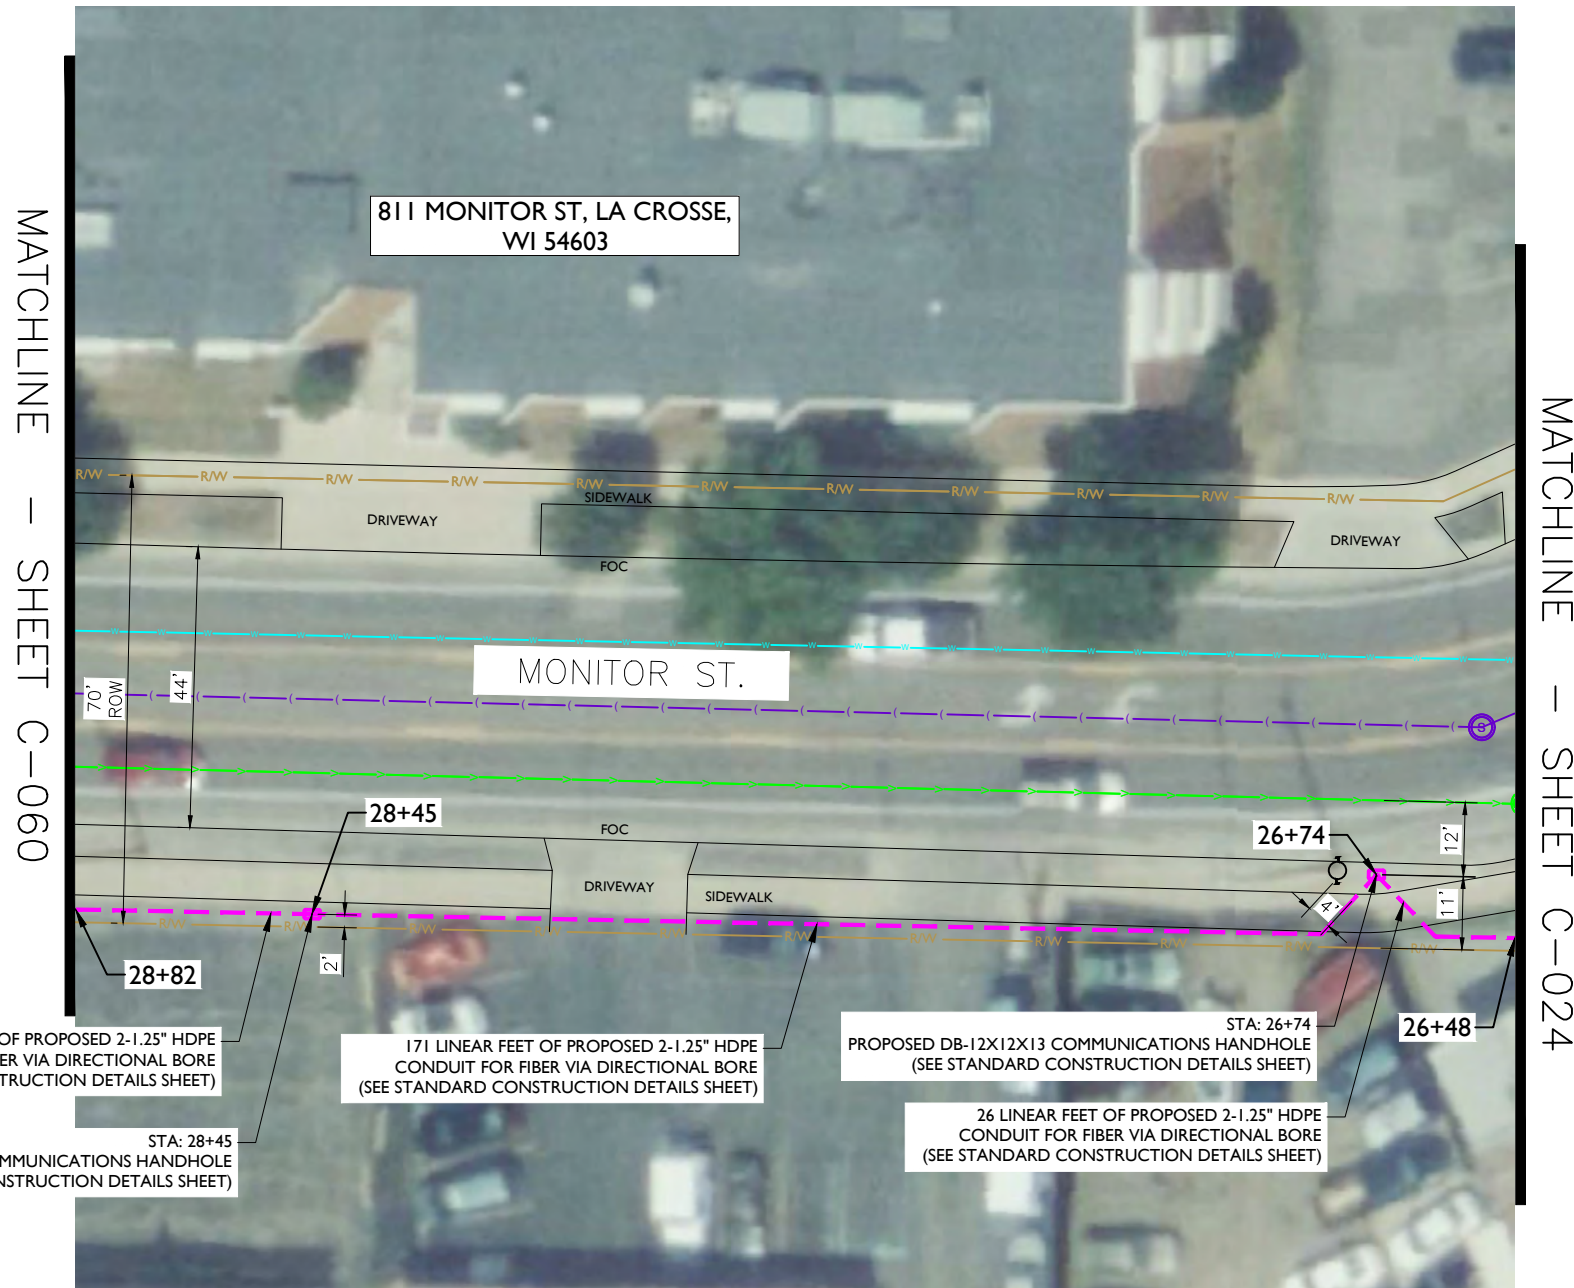 811 MONITOR ST, LA CROSSE,
WI 54603
MATCHLINE — SHEET C-060
MATCHLINE — SHEET C-024
R/W R/W R/W R/W R/W R/W R/W R/W R/W R/W R/W
SIDEWALK
DRIVEWAY
DRIVEWAY
FOC
W W W W W W W W W W W W W W W
MONITOR ST.
70'
ROW
44'
S
28+45
FOC
26+74
12'
DRIVEWAY
SIDEWALK
4'
11'
R/W R/W R/W R/W R/W R/W R/W R/W
2'
28+82
26+48
OF PROPOSED 2-1.25" HDPE
BER VIA DIRECTIONAL BORE
STRUCTION DETAILS SHEET)
171 LINEAR FEET OF PROPOSED 2-1.25" HDPE
CONDUIT FOR FIBER VIA DIRECTIONAL BORE
(SEE STANDARD CONSTRUCTION DETAILS SHEET)
STA: 26+74
PROPOSED DB-12X12X13 COMMUNICATIONS HANDHOLE
(SEE STANDARD CONSTRUCTION DETAILS SHEET)
26 LINEAR FEET OF PROPOSED 2-1.25" HDPE
CONDUIT FOR FIBER VIA DIRECTIONAL BORE
(SEE STANDARD CONSTRUCTION DETAILS SHEET)
STA: 28+45
MMUNICATIONS HANDHOLE
NSTRUCTION DETAILS SHEET)